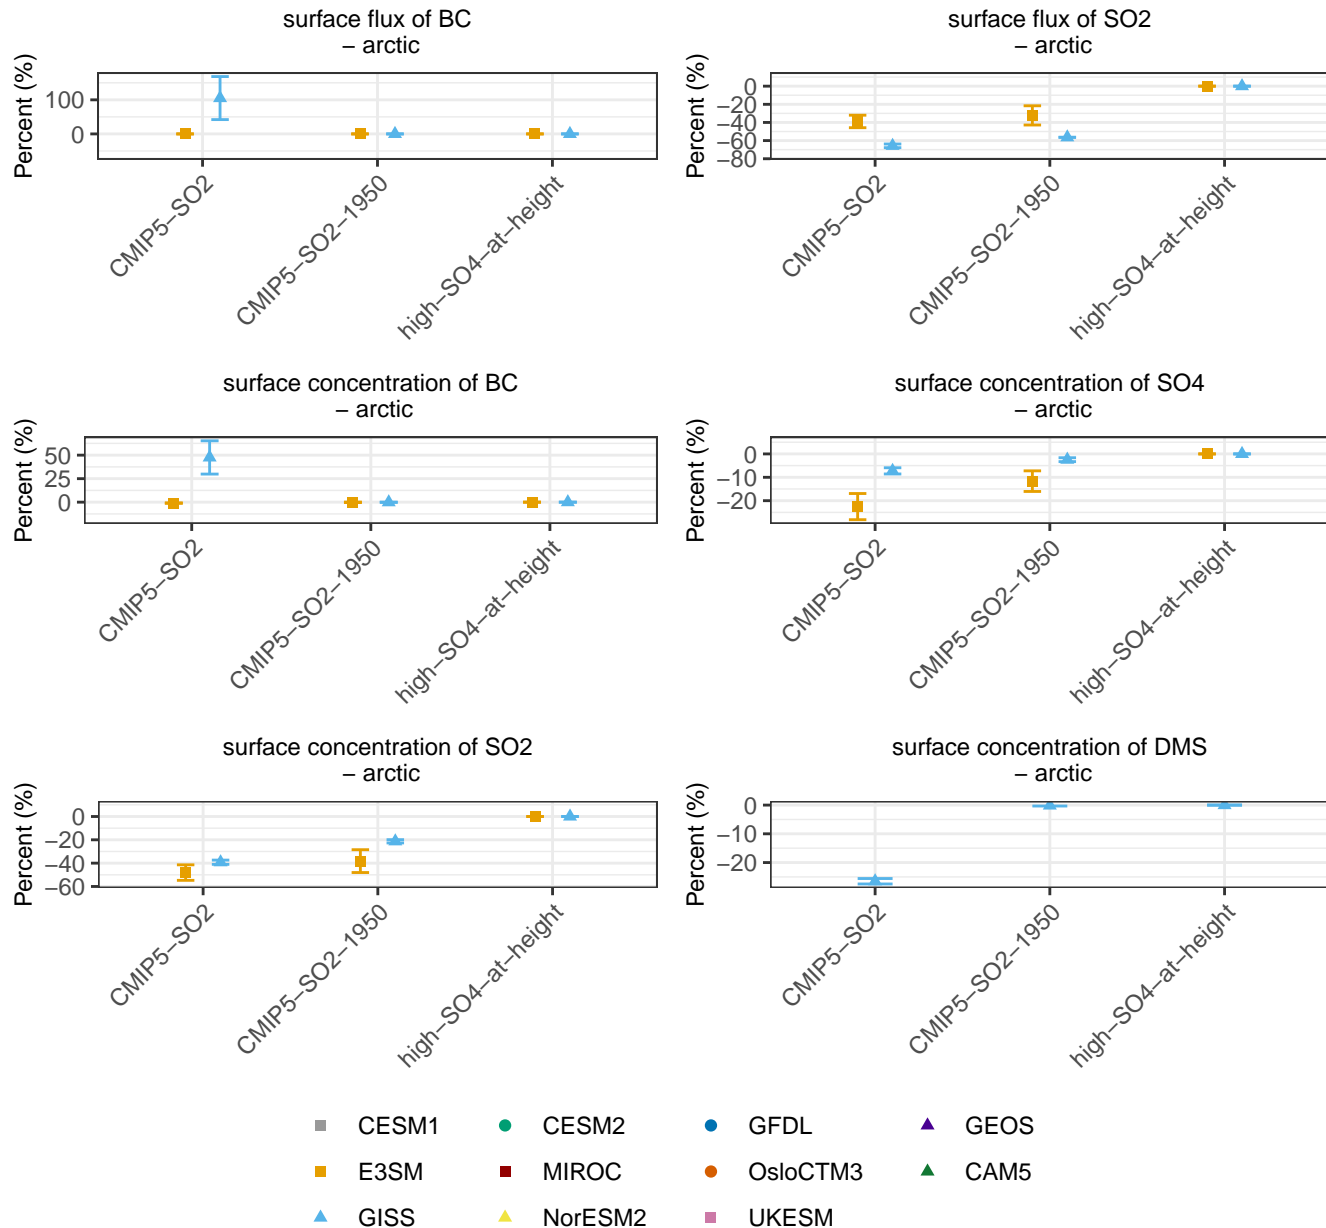 surface flux of BC
– arctic
Percent (%)
100
0
CMIP5−SO2
CMIP5−SO2−1950
high−SO4−at−height
surface flux of SO2
– arctic
Percent (%)
0
−20
−40
−60
−80
CMIP5−SO2
CMIP5−SO2−1950
high−SO4−at−height
surface concentration of BC
– arctic
Percent (%)
50
25
0
CMIP5−SO2
CMIP5−SO2−1950
high−SO4−at−height
surface concentration of SO4
– arctic
Percent (%)
0
−10
−20
CMIP5−SO2
CMIP5−SO2−1950
high−SO4−at−height
surface concentration of SO2
– arctic
Percent (%)
0
−20
−40
−60
CMIP5−SO2
CMIP5−SO2−1950
high−SO4−at−height
surface concentration of DMS
– arctic
Percent (%)
0
−10
−20
CMIP5−SO2
CMIP5−SO2−1950
high−SO4−at−height
CESM1 CESM2 GFDL GEOS
E3SM MIROC OsloCTM3 CAM5
GISS NorESM2 UKESM